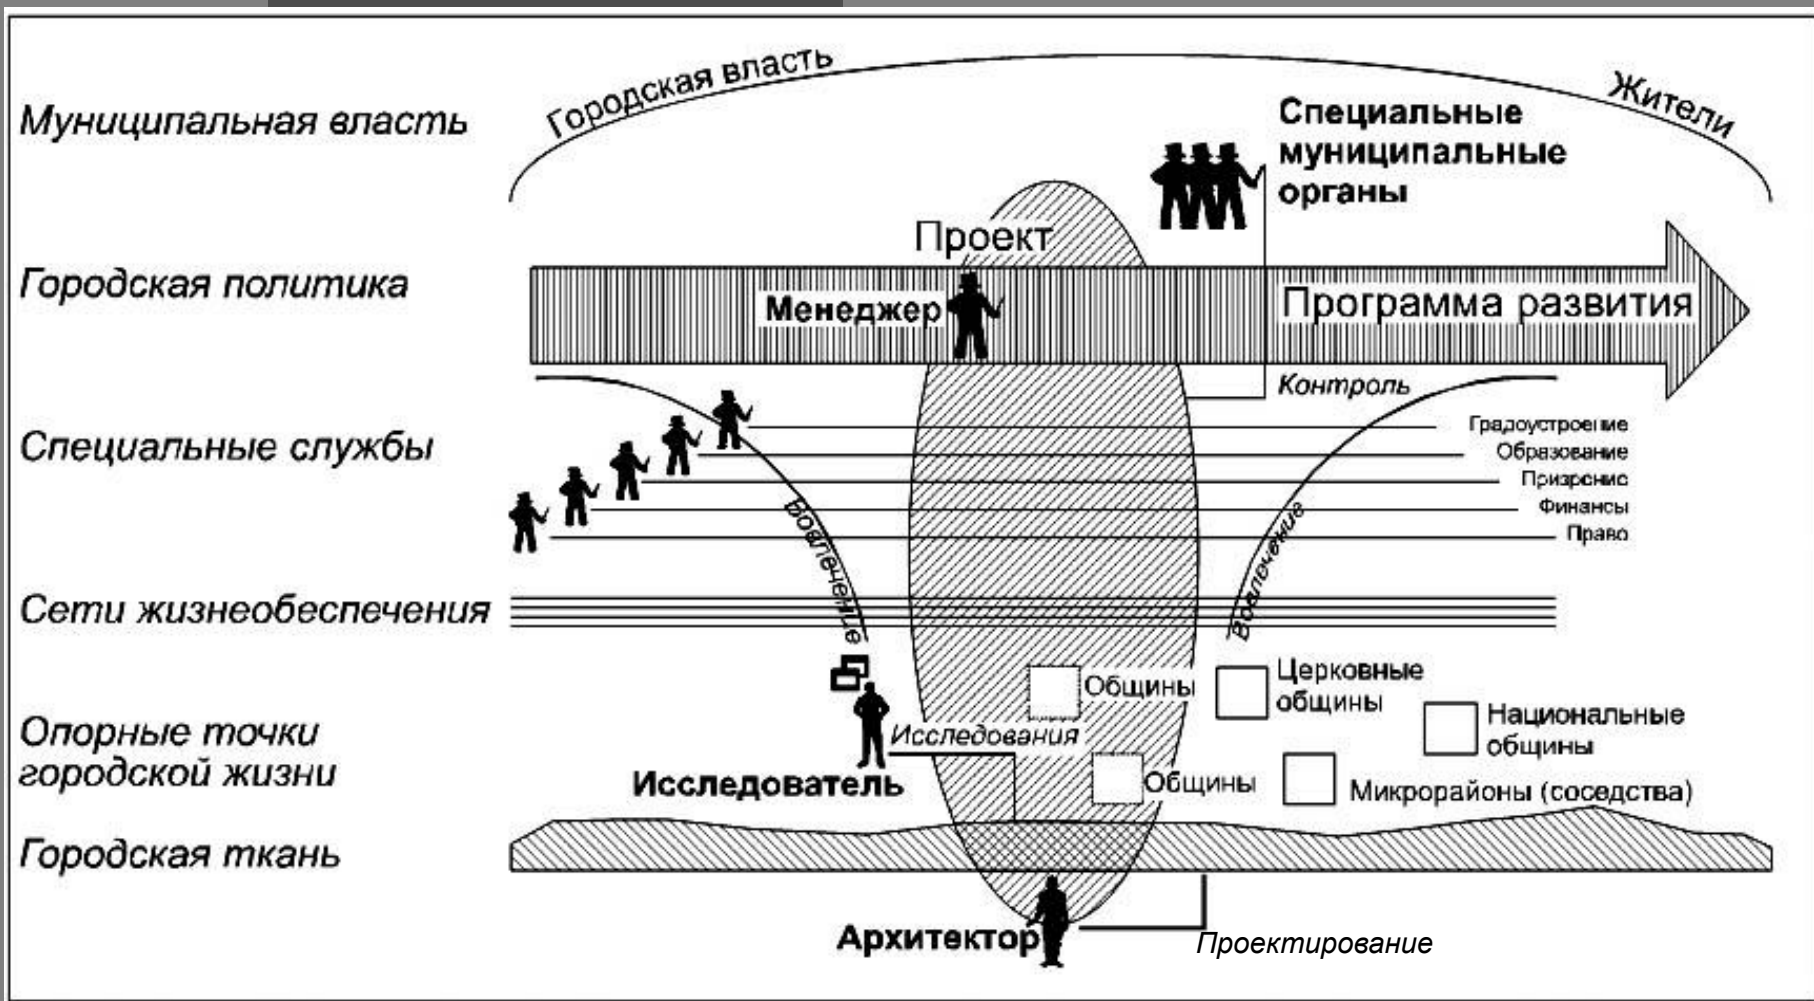 Городская власть
Жители
Муниципальная власть
Специальные
муниципальные
органы
Проект
Городская политика
Менеджер
Программа развития
Контроль
Специальные службы
Градоустроение
Образование
Призрение
Финансы
Право
Вовлечение
Вовлечение
Сети жизнеобеспечения
Общины
Церковные
общины
Национальные
общины
Опорные точки
городской жизни
Исследования
Исследователь
Общины
Микрорайоны (соседства)
Городская ткань
Архитектор
Проектирование